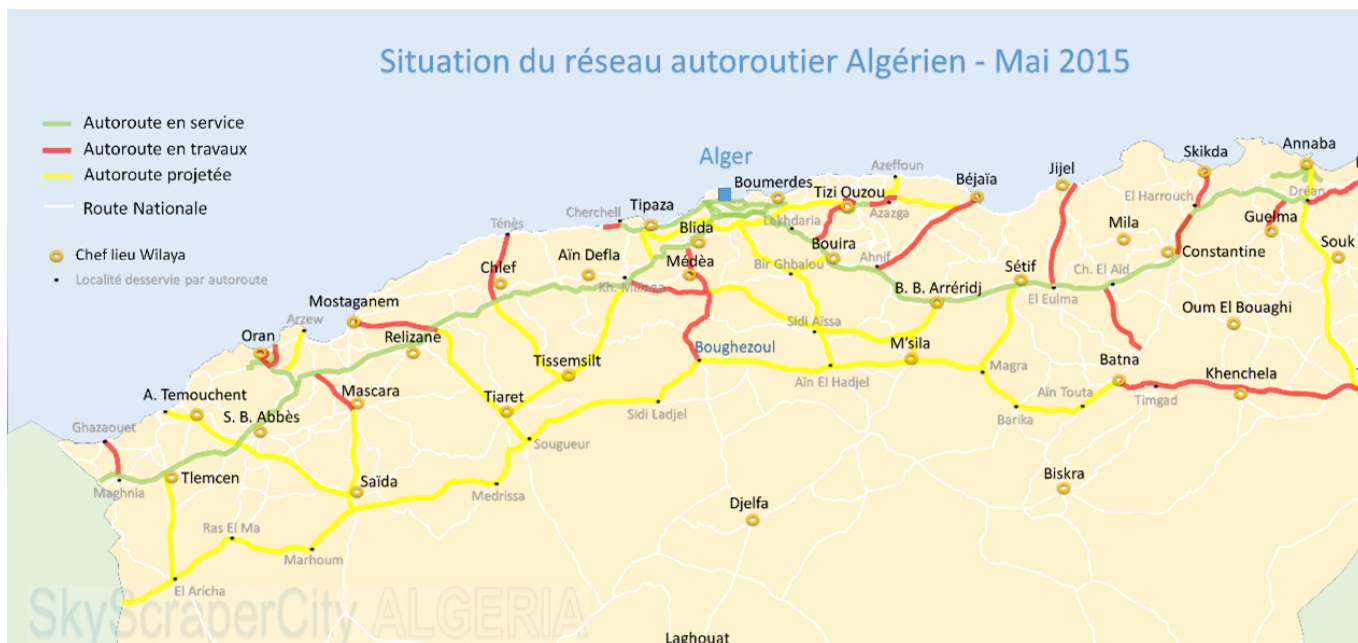 Situation du réseau autoroutier Algérien - Mai 2015
Autoroute en service
Autoroute en travaux
Autoroute projetée
Route Nationale
Chef lieu Wilaya
Localité desservie par autoroute
Alger
Skikda
Annaba
Azeffoun
Jijel
Boumerdes
Tizi Ouzou
Béjaïa
El Harrouch
Dréan
Cherchell
Tipaza
Lakhdaria
Azazga
Mila
Guelma
Ténès
Blida
Bouira
Constantine
Souk
Aïn Defla
Médèa
Bir Ghbalou
Ahnif
Sétif
Ch. El Aïd
Chlef
Kh. Miliana
B. B. Arréridj
El Eulma
Mostaganem
Arzew
Oum El Bouaghi
Oran
Relizane
Sidi Aïssa
Boughezoul
M'sila
Tissemsilt
Aïn El Hadjel
Magra
Batna
Khenchela
A. Temouchent
Mascara
Tiaret
Sidi Ladjel
Aïn Touta
Timgad
S. B. Abbès
Barika
Ghazaouet
Sougueur
Tlemcen
Saïda
Medrissa
Biskra
Maghnia
Djelfa
Ras El Ma
Marhoum
El Aricha
SkyScraperCity ALGERIA
Laghouat